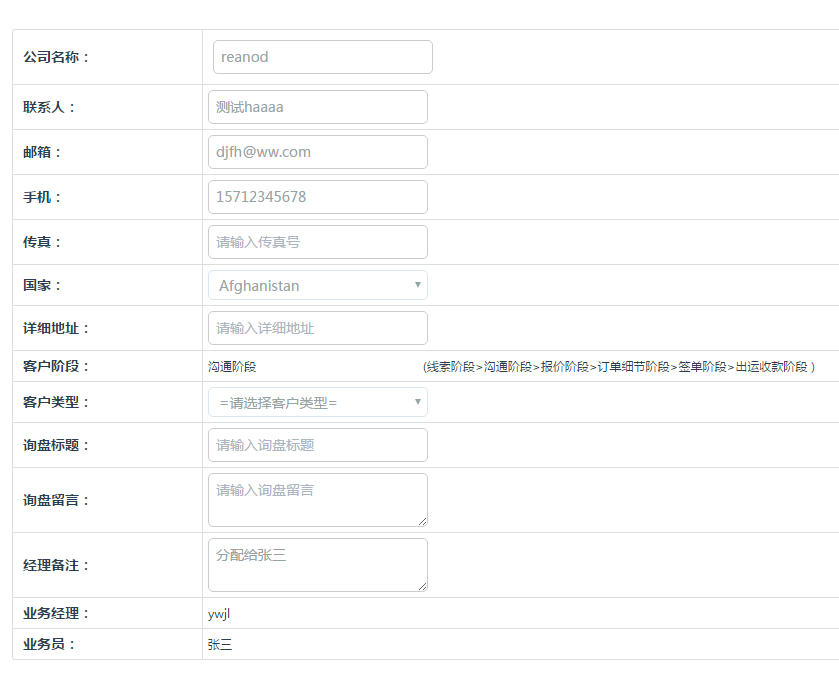 公司名称： reanod
联系人： 测试haaaa
邮箱： djfh@ww.com
手机： 15712345678
传真： 请输入传真号
国家： Afghanistan
详细地址： 请输入详细地址
客户阶段： 沟通阶段 (线索阶段>沟通阶段>报价阶段>订单细节阶段>签单阶段>出运收款阶段 )
客户类型： =请选择客户类型=
询盘标题： 请输入询盘标题
询盘留言： 请输入询盘留言
经理备注： 分配给张三
业务经理： ywjl
业务员： 张三